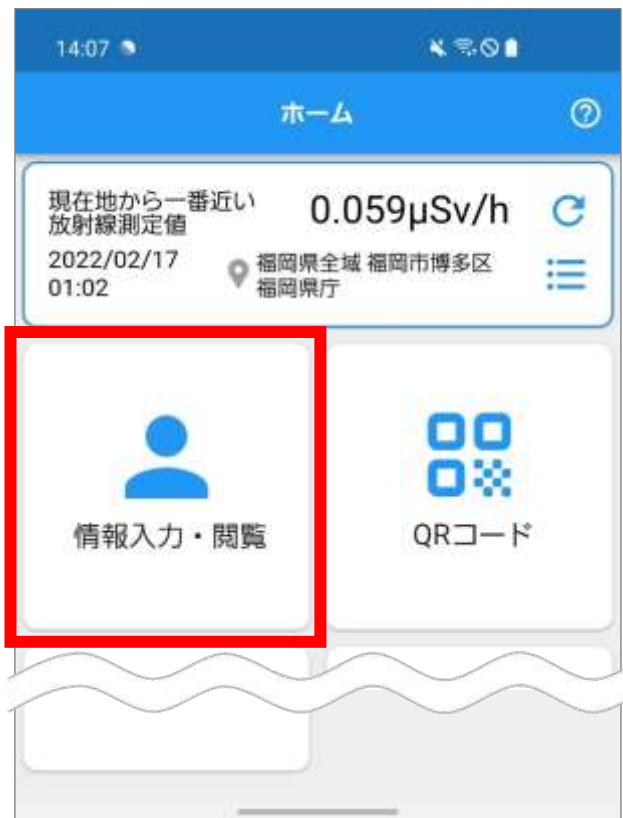 14:07
ホーム
現在地から一番近い
放射線測定値
0.059μSv/h
2022/02/17
01:02
福岡県全域 福岡市博多区
福岡県庁
情報入力・閲覧
QRコード